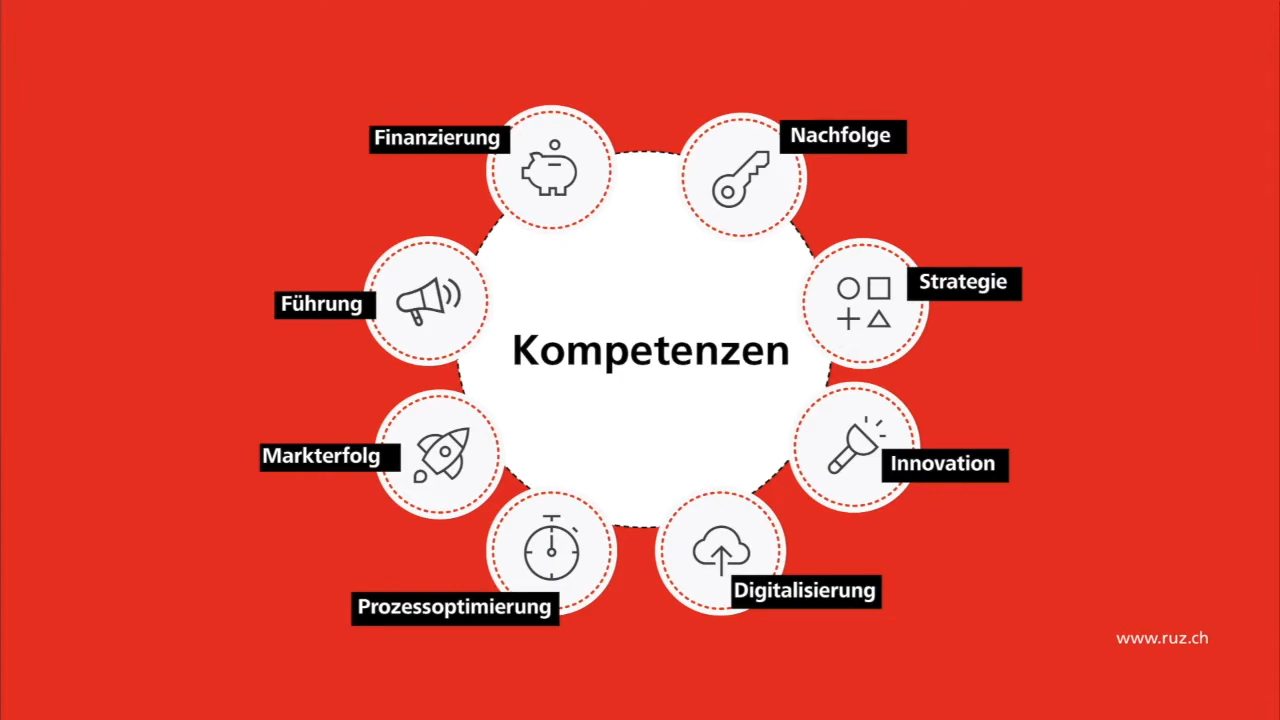 Finanzierung
Nachfolge
Führung
Strategie
Kompetenzen
Markterfolg
Innovation
Prozessoptimierung
Digitalisierung
www.ruz.ch